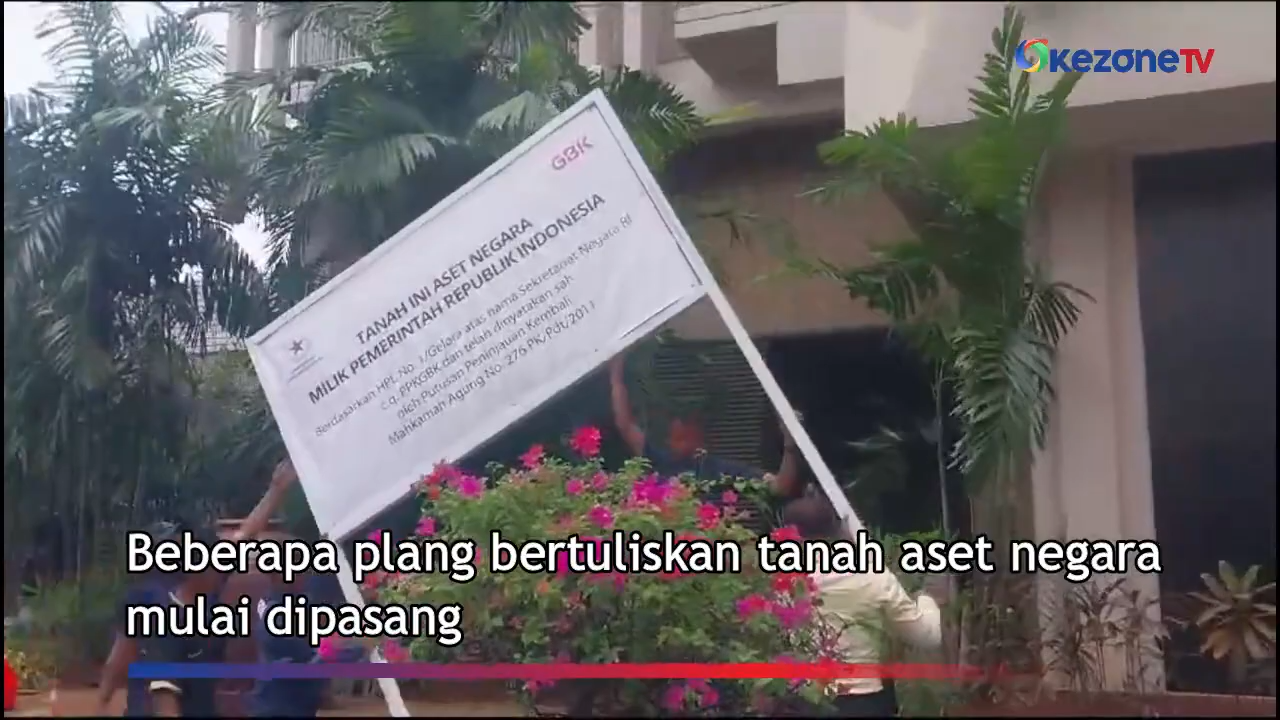 OKEZONETV
GBK
TANAH INI ASET NEGARA
MILIK PEMERINTAH REPUBLIK INDONESIA
Berdasarkan HPL No. 1/Gelora atas nama Sekretariat Negara RI
c.q. PPKGBK dan telah dinyatakan sah
oleh Putusan Peninjauan Kembali
Mahkamah Agung No. 276 PK/Pdt/2011
Beberapa plang bertuliskan tanah aset negara
mulai dipasang